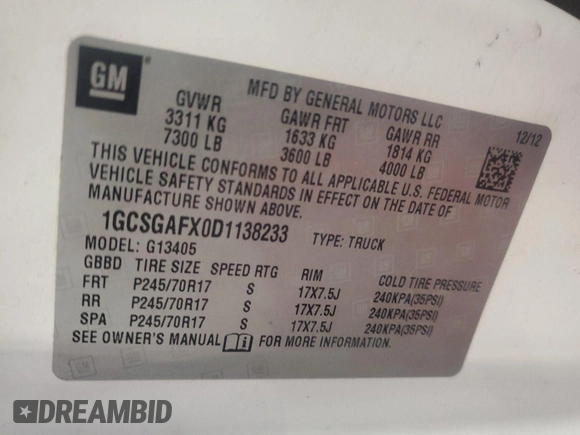 GM
MFD BY GENERAL MOTORS LLC
GVWR GAWR FRT GAWR RR 12/12
3311 KG 1633 KG 1814 KG
7300 LB 3600 LB 4000 LB
THIS VEHICLE CONFORMS TO ALL APPLICABLE U.S. FEDERAL MOTOR
VEHICLE SAFETY STANDARDS IN EFFECT ON THE DATE OF
MANUFACTURE SHOWN ABOVE.
1GCSGAFX0D1138233 TYPE: TRUCK
MODEL: G13405
GBBD TIRE SIZE SPEED RTG RIM COLD TIRE PRESSURE
FRT P245/70R17 S 17X7.5J 240KPA(35PSI)
RR P245/70R17 S 17X7.5J 240KPA(35PSI)
SPA P245/70R17 S 17X7.5J 240KPA(35PSI)
SEE OWNER'S MANUAL FOR MORE INFORMATION.
DREAMBID